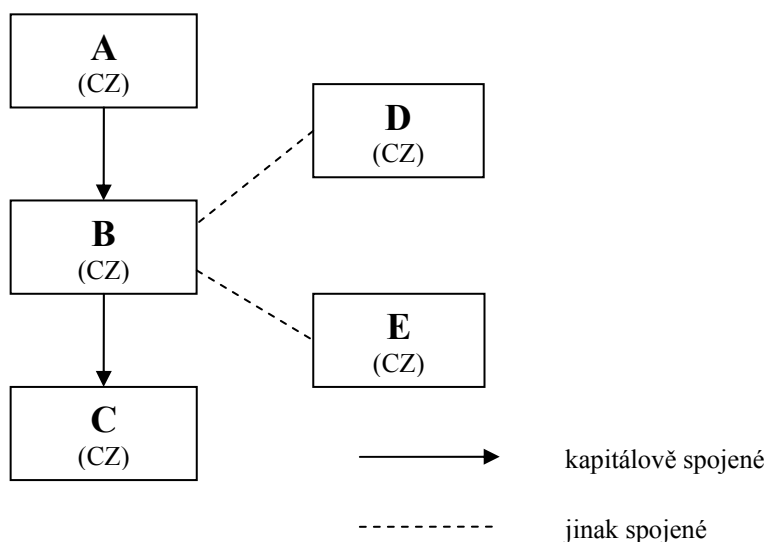 A
(CZ)
D
(CZ)
B
(CZ)
E
(CZ)
C
(CZ)
kapitálově spojené
jinak spojené